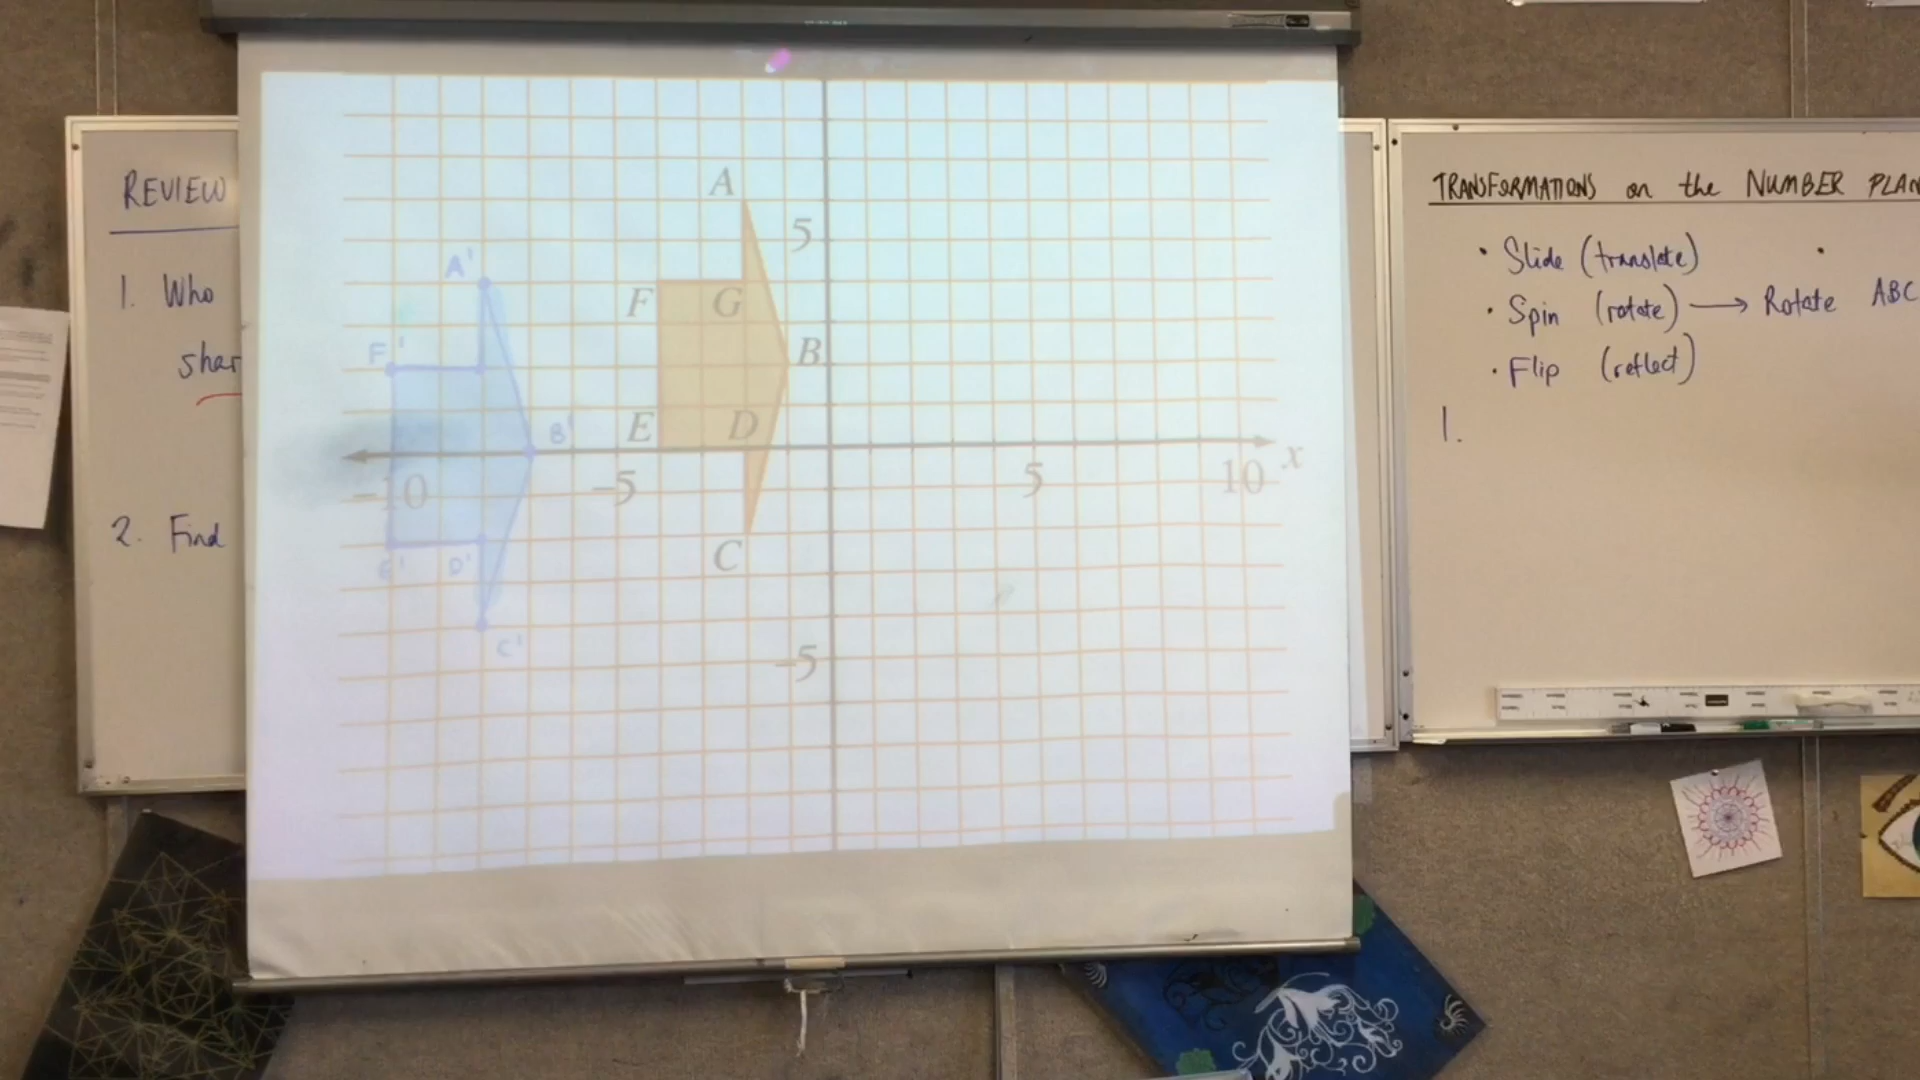 REVIEW
1. Who
shar
2. Find
A
5
A'
F
G
F'
B
E
D
B'
-10
-5
5
10
x
C
E'
D'
C'
-5
TRANSFORMATIONS on the NUMBER PLAN
• Slide (translate)
• Spin (rotate) → Rotate ABC
• Flip (reflect)
1.